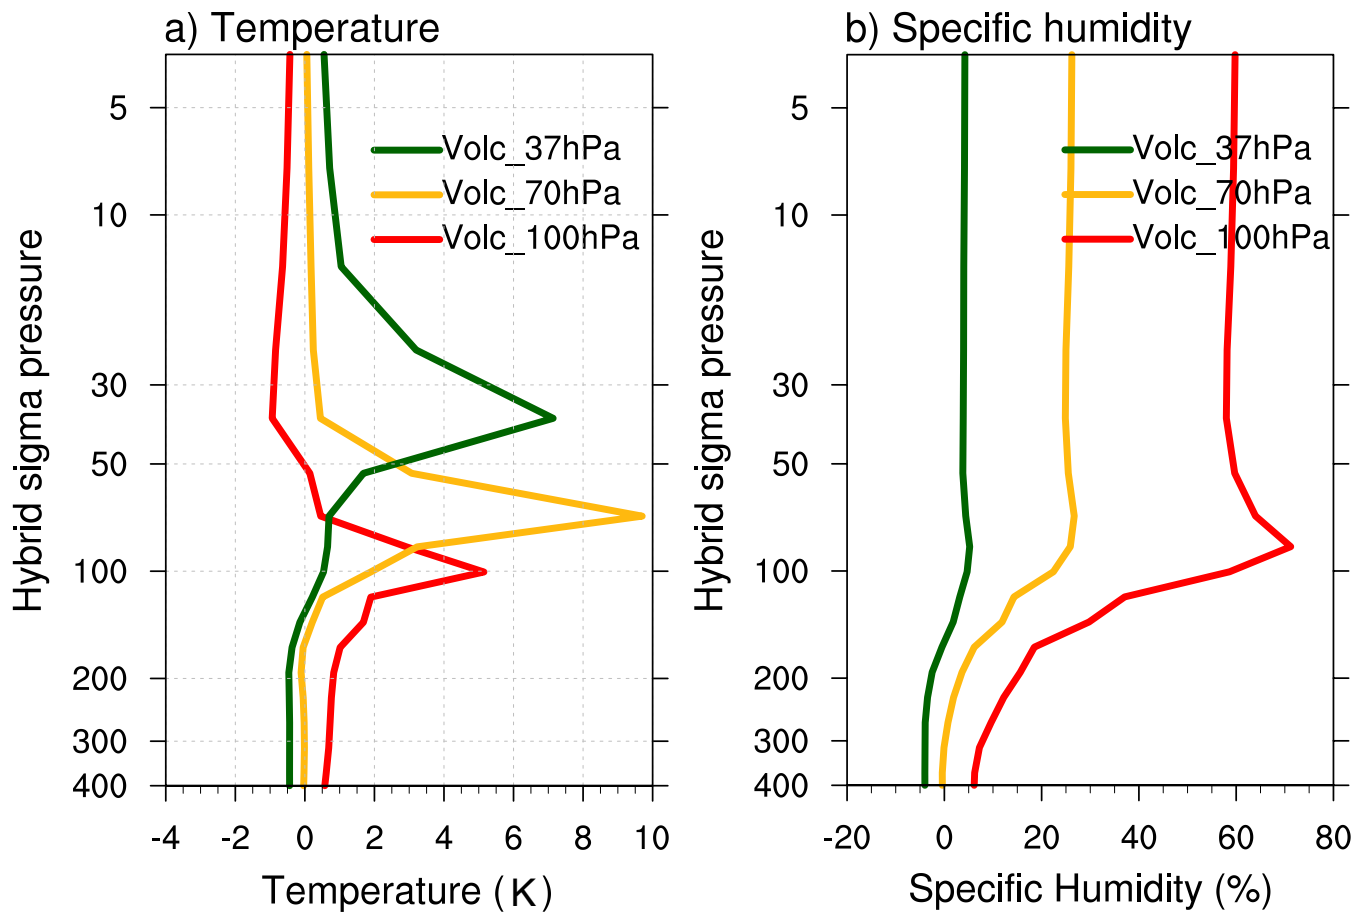 a) Temperature
5
10
30
50
100
200
300
400
Hybrid sigma pressure
Volc_37hPa
Volc_70hPa
Volc_100hPa
-4 -2 0 2 4 6 8 10
Temperature (K)
b) Specific humidity
5
10
30
50
100
200
300
400
Hybrid sigma pressure
Volc_37hPa
Volc_70hPa
Volc_100hPa
-20 0 20 40 60 80
Specific Humidity (%)